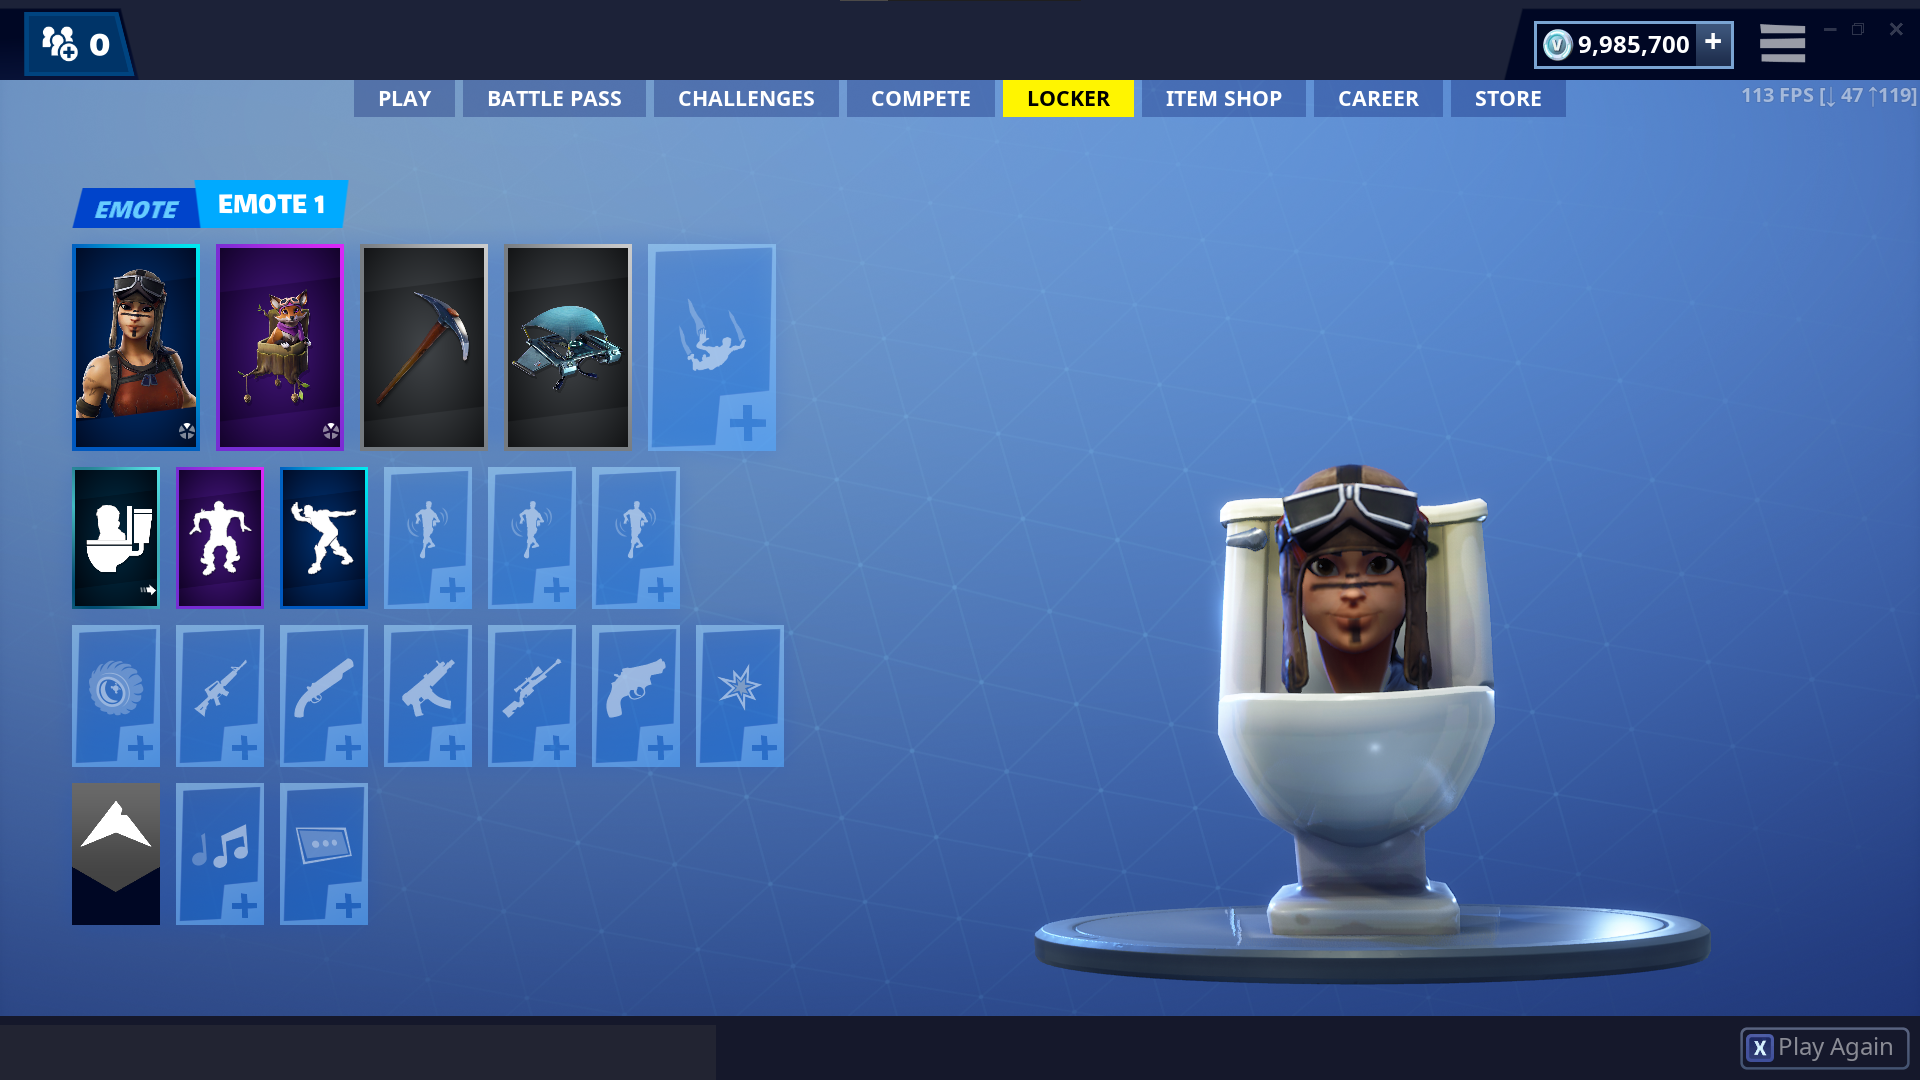 0
9,985,700 +
PLAY
BATTLE PASS
CHALLENGES
COMPETE
LOCKER
ITEM SHOP
CAREER
STORE
113 FPS [↓ 47 ↑119]
EMOTE
EMOTE 1
X Play Again